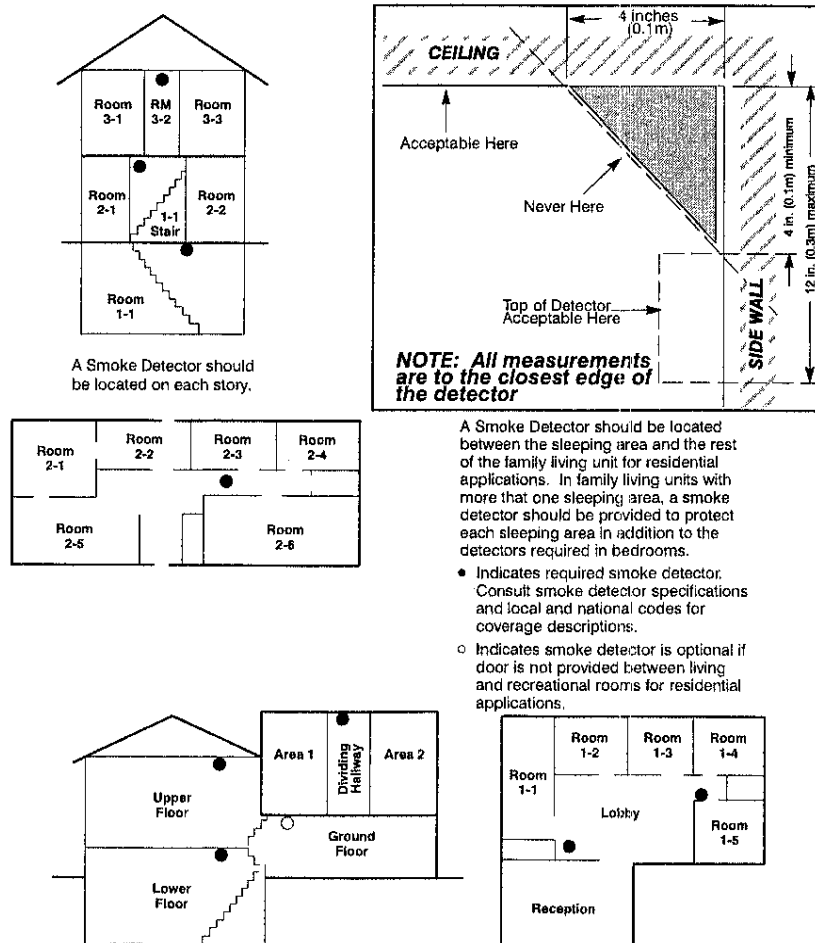 Room
3-1
RM
3-2
Room
3-3
Room
2-1
1-1
Stair
Room
2-2
Room
1-1
A Smoke Detector should
be located on each story.
4 inches
(0.1m)
CEILING
Acceptable Here
Never Here
4 in. (0.1m) minimum
12 in. (0.3m) maximum
Top of Detector
Acceptable Here
SIDE WALL
NOTE: All measurements
are to the closest edge of
the detector
Room
2-1
Room
2-2
Room
2-3
Room
2-4
Room
2-5
Room
2-6
A Smoke Detector should be located
between the sleeping area and the rest
of the family living unit for residential
applications. In family living units with
more that one sleeping area, a smoke
detector should be provided to protect
each sleeping area in addition to the
detectors required in bedrooms.
● Indicates required smoke detector.
Consult smoke detector specifications
and local and national codes for
coverage descriptions.
○ Indicates smoke detector is optional if
door is not provided between living
and recreational rooms for residential
applications.
Area 1
Dividing
Hallway
Area 2
Upper
Floor
Ground
Floor
Lower
Floor
Room
1-1
Room
1-2
Room
1-3
Room
1-4
Lobby
Room
1-5
Reception